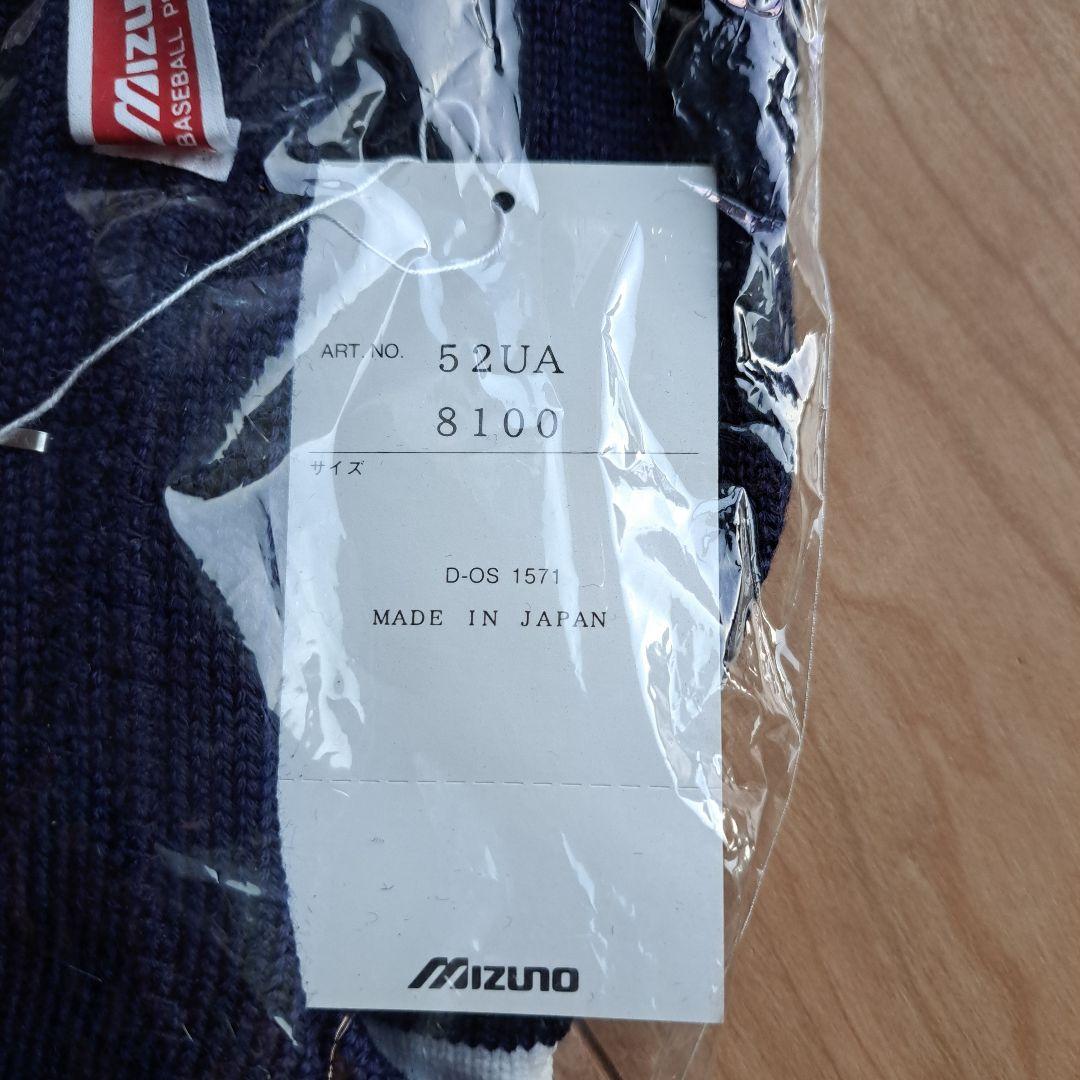 MIZUNO
BASEBALL
ART. NO. 52UA
8100
サイズ
D-OS 1571
MADE IN JAPAN
MIZUNO